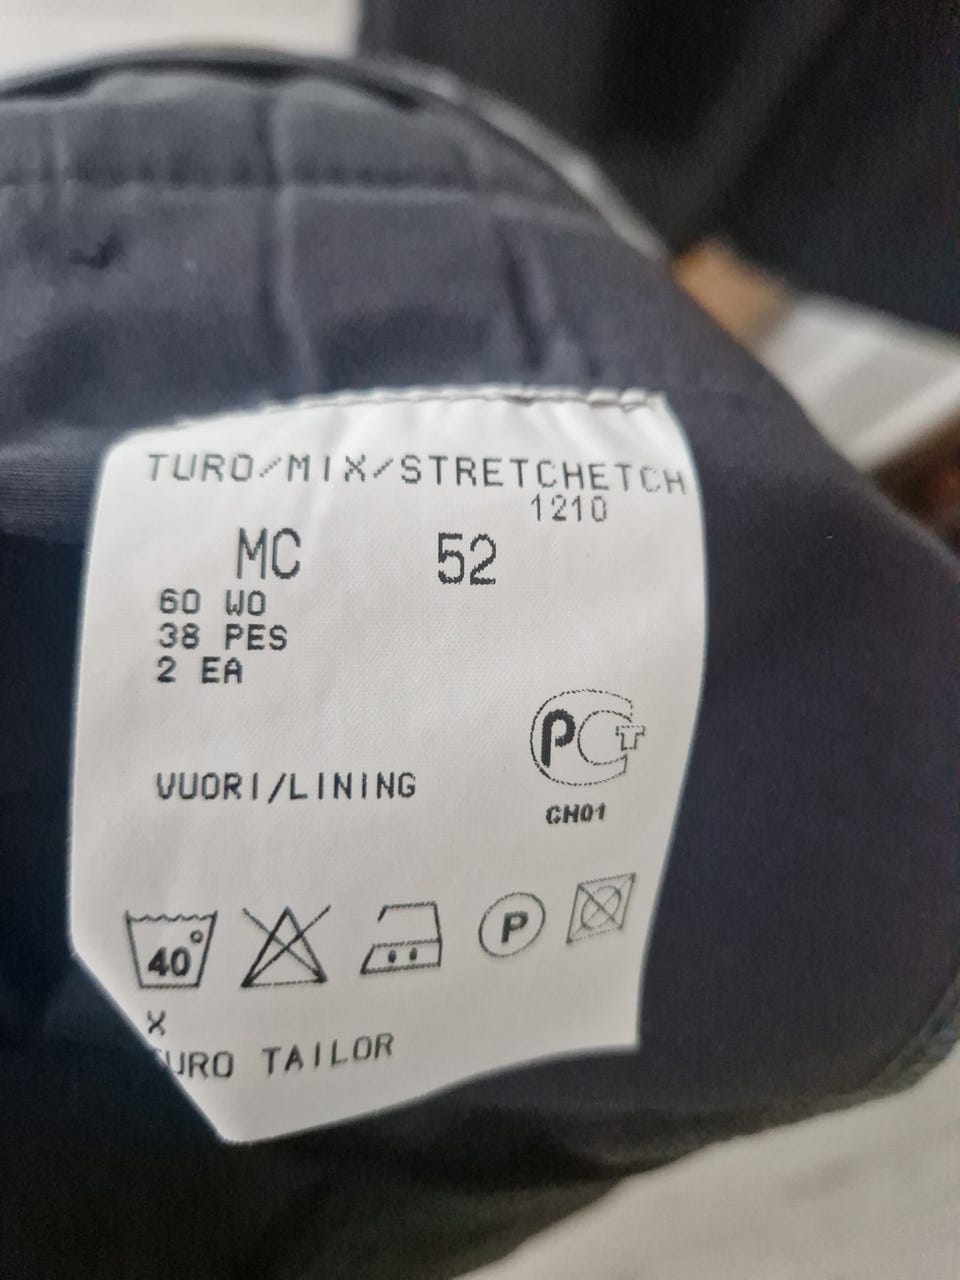 TURO/MIX/STRETCHETCH
1210
MC 52
60 WO
38 PES
2 EA
PCT
CH01
VUORI/LINING
40°
P
X
TURO TAILOR